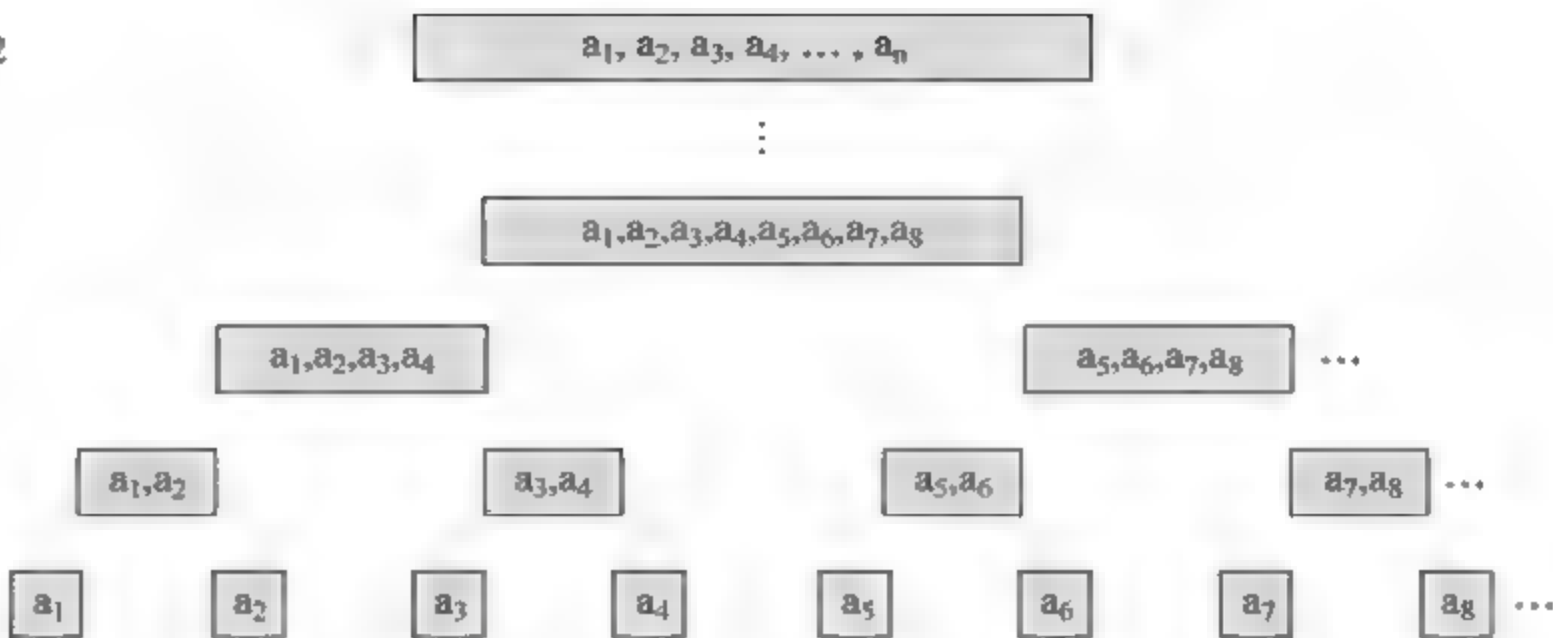 a₁, a₂, a₃, a₄, … , aₙ
⋮
a₁,a₂,a₃,a₄,a₅,a₆,a₇,a₈
a₁,a₂,a₃,a₄ a₅,a₆,a₇,a₈ …
a₁,a₂ a₃,a₄ a₅,a₆ a₇,a₈ …
a₁ a₂ a₃ a₄ a₅ a₆ a₇ a₈ …